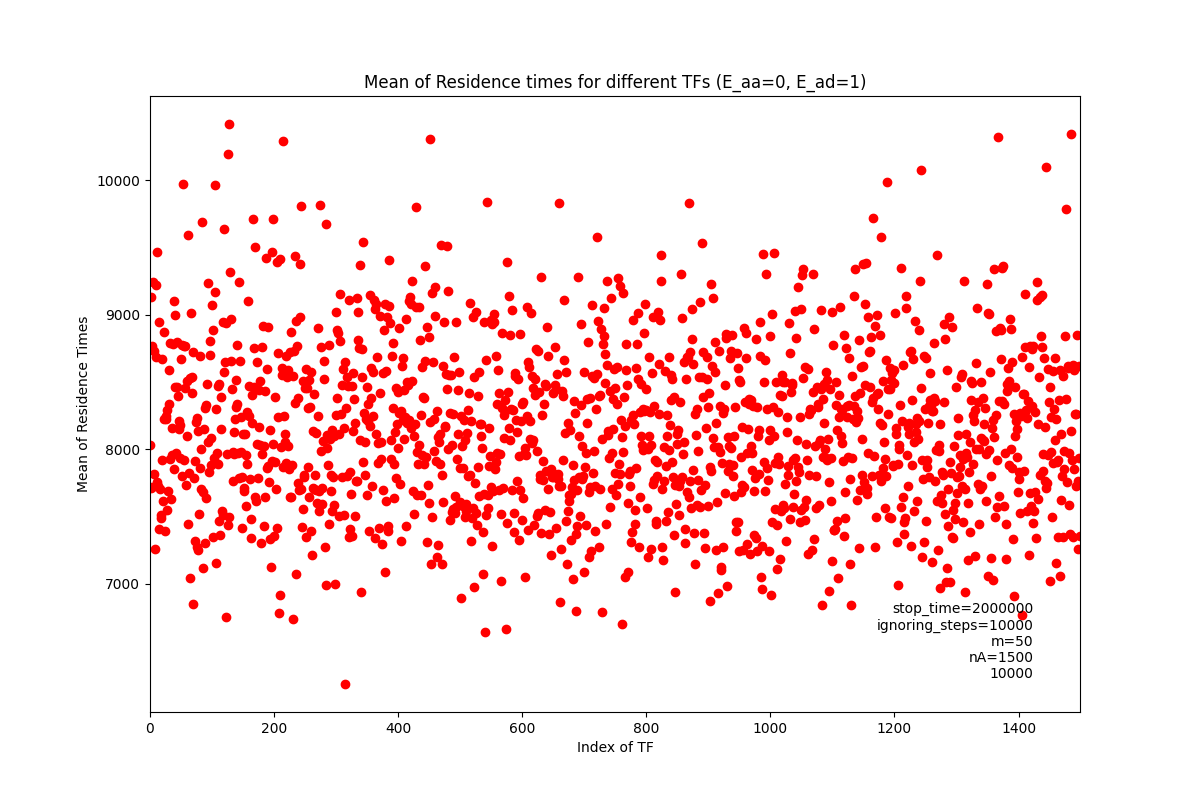 Mean of Residence times for different TFs (E_aa=0, E_ad=1)
Mean of Residence Times
10000
9000
8000
7000
stop_time=2000000
ignoring_steps=10000
m=50
nA=1500
10000
0 200 400 600 800 1000 1200 1400
Index of TF